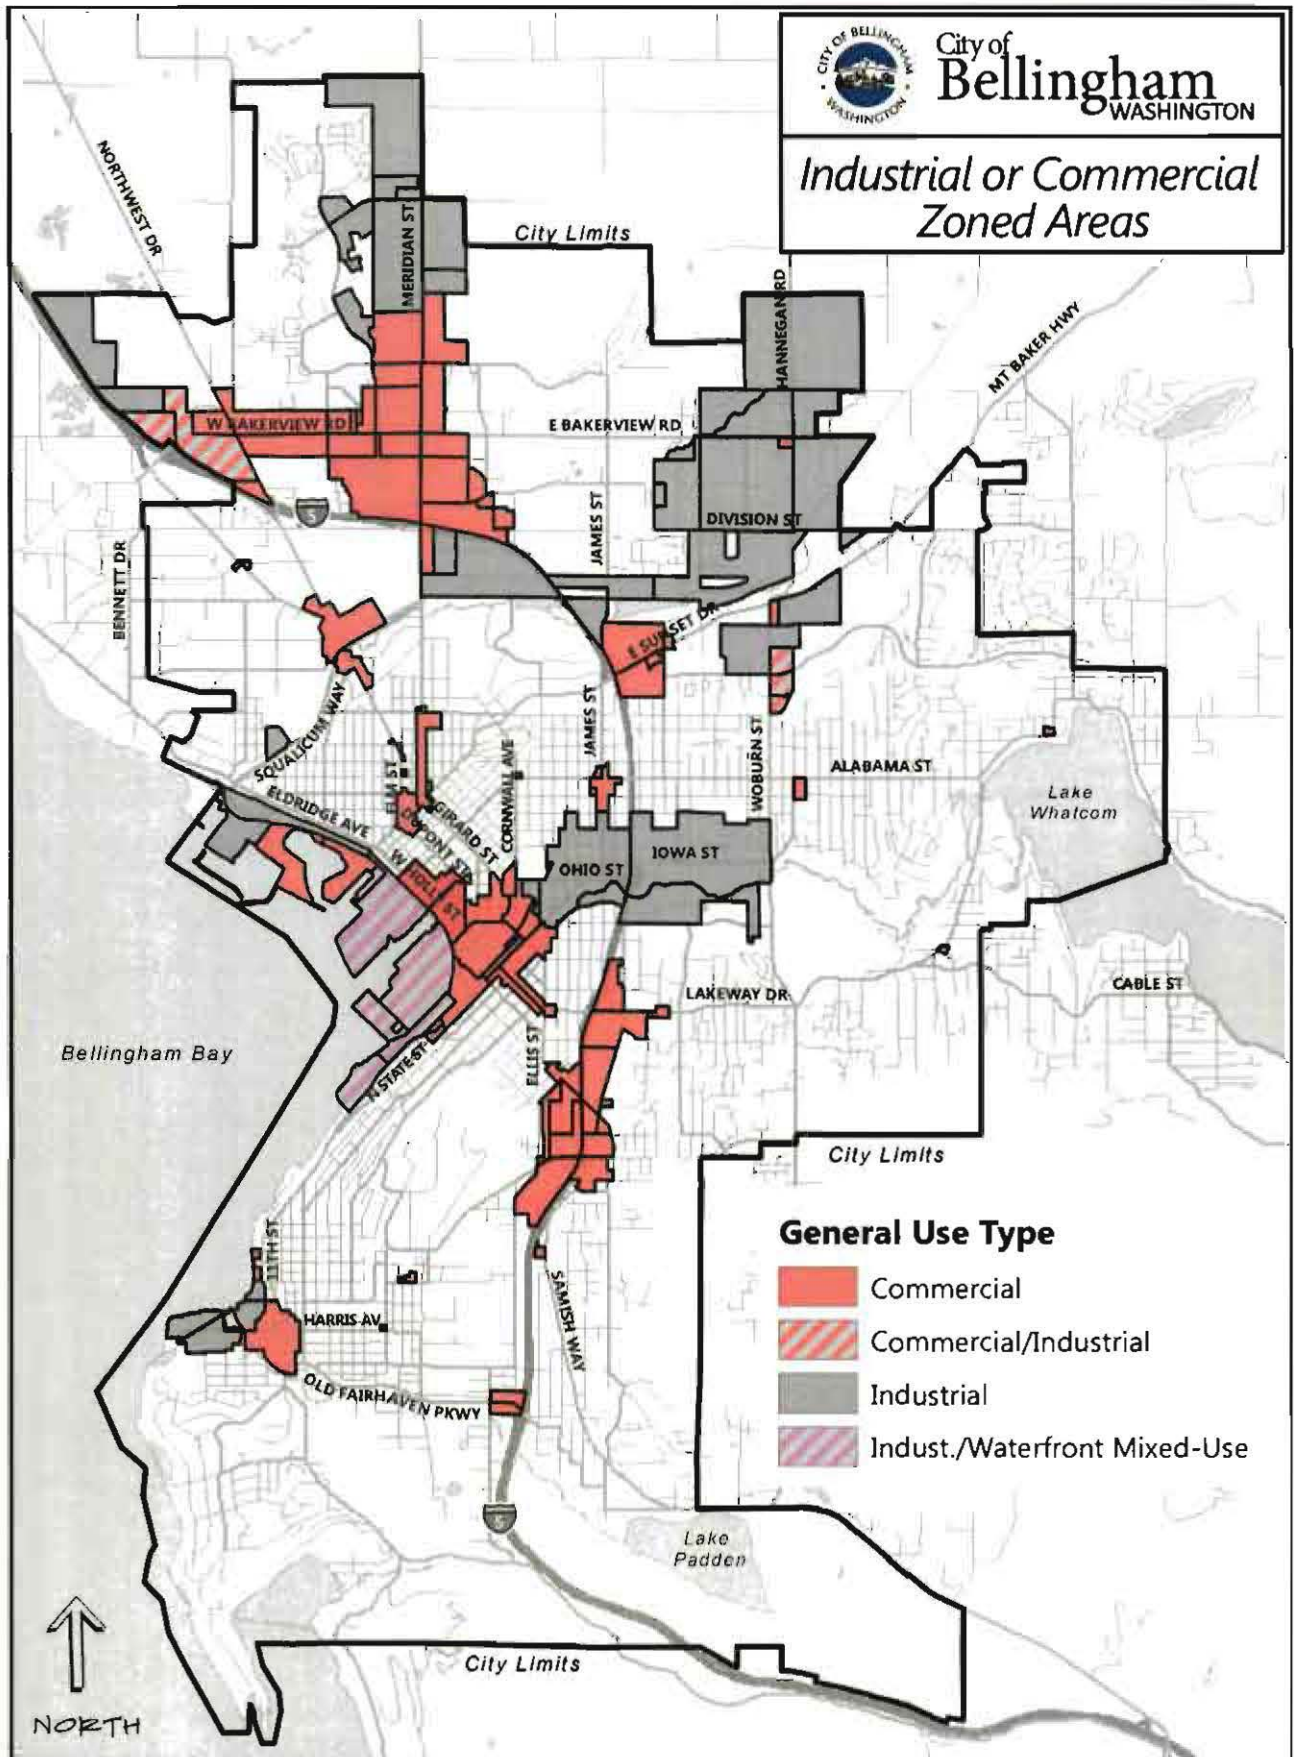 CITY OF BELLINGHAM
WASHINGTON
City of
Bellingham
WASHINGTON
Industrial or Commercial
Zoned Areas
NORTHWEST DR
City Limits
MERIDIAN ST
HANNEGAN RD
MT BAKER HWY
W BAKERVIEW RD
E BAKERVIEW RD
5
JAMES ST
DIVISION ST
BENNETT DR
E SUNSET DR
SQUALICUM WAY
JAMES ST
WOBURN ST
ALABAMA ST
ELM ST
CORNWALL AVE
ELDRIDGE AVE
GIRARD ST
DUPONT ST
Lake
Whatcom
W HOLLY ST
OHIO ST
IOWA ST
LAKEWAY DR
CABLE ST
Bellingham Bay
N STATE ST
ELLIS ST
City Limits
11TH ST
SAMISH WAY
HARRIS AV
OLD FAIRHAVEN PKWY
General Use Type
Commercial
Commercial/Industrial
Industrial
Indust./Waterfront Mixed-Use
5
Lake
Padden
City Limits
NORTH